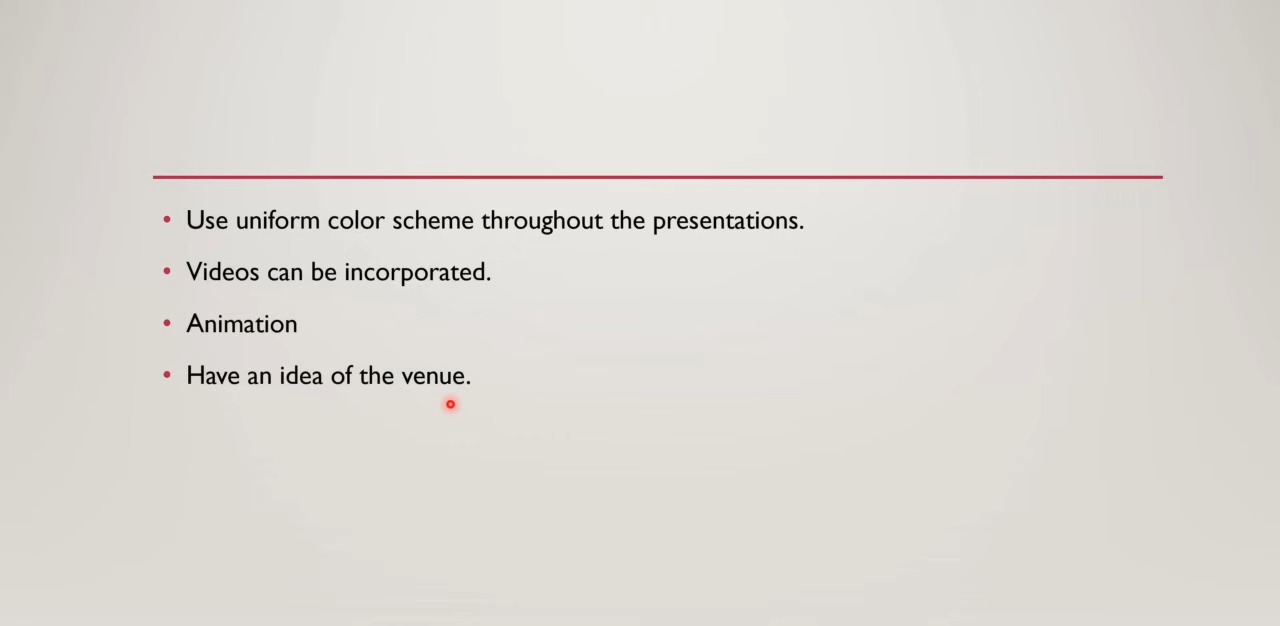 Use uniform color scheme throughout the presentations.
Videos can be incorporated.
Animation
Have an idea of the venue.